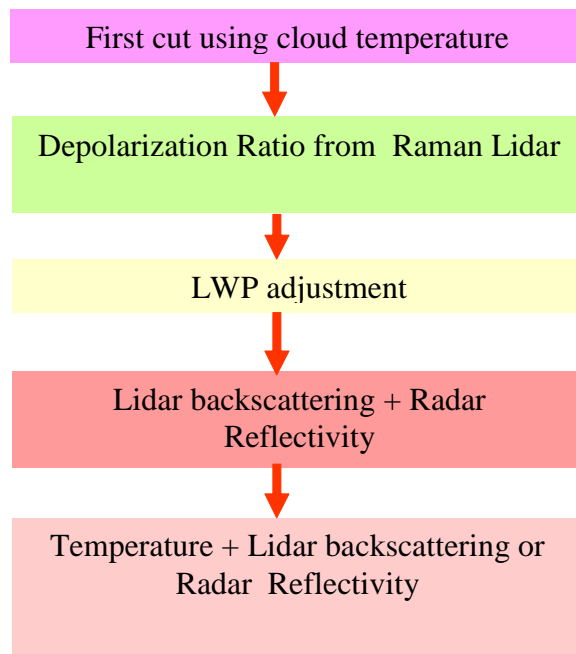 First cut using cloud temperature
Depolarization Ratio from Raman Lidar
LWP adjustment
Lidar backscattering + Radar
Reflectivity
Temperature + Lidar backscattering or
Radar Reflectivity